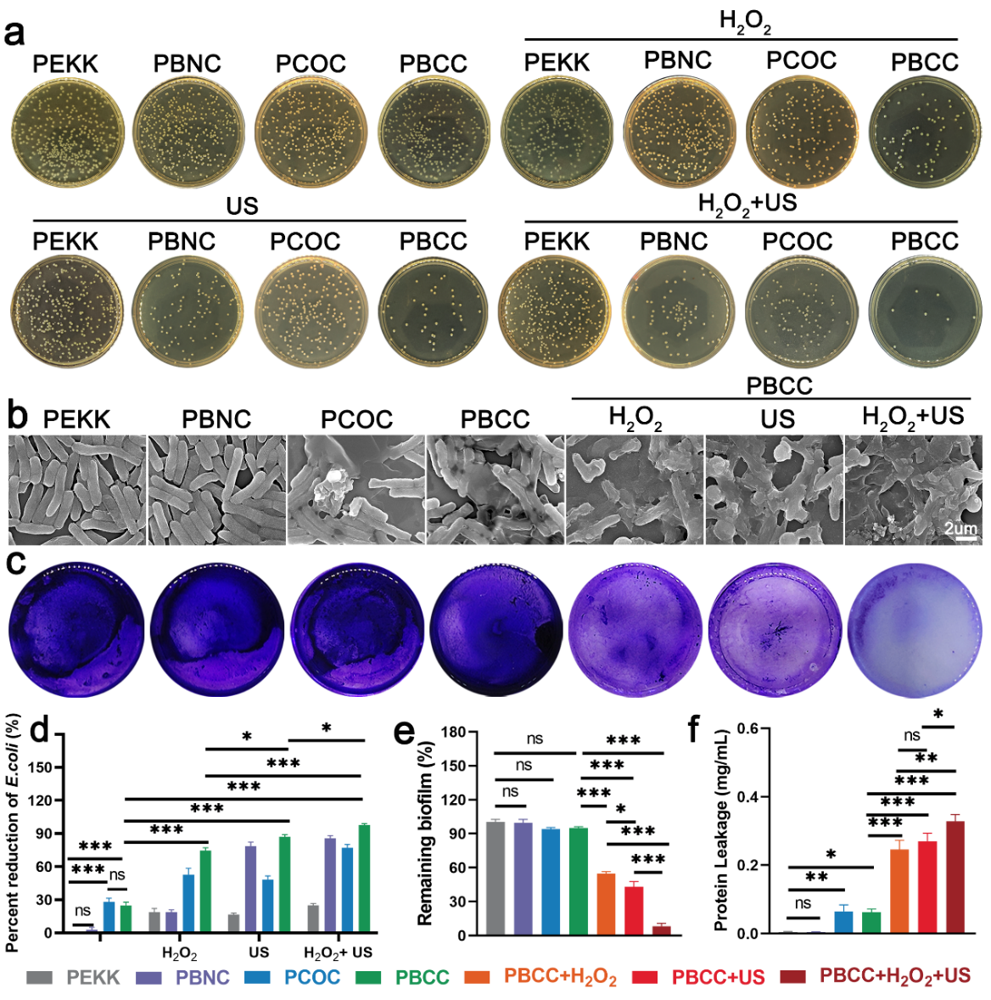 a
H₂O₂
PEKK PBNC PCOC PBCC PEKK PBNC PCOC PBCC
US H₂O₂+US
PEKK PBNC PCOC PBCC PEKK PBNC PCOC PBCC
PBCC
b PEKK PBNC PCOC PBCC H₂O₂ US H₂O₂+US
2um
c
d
Percent reduction of E.coli (%)
150
120
90
60
30
0
ns *** *** ns *** *** *** *** * *
H₂O₂ US H₂O₂+ US
e
Remaining biofilm (%)
180
150
120
90
60
30
0
ns ns ns *** *** *** * *** ***
f
Protein Leakage (mg/mL)
0.6
0.4
0.2
0.0
ns ** * *** *** *** ** ns *
PEKK PBNC PCOC PBCC PBCC+H₂O₂ PBCC+US PBCC+H₂O₂+US